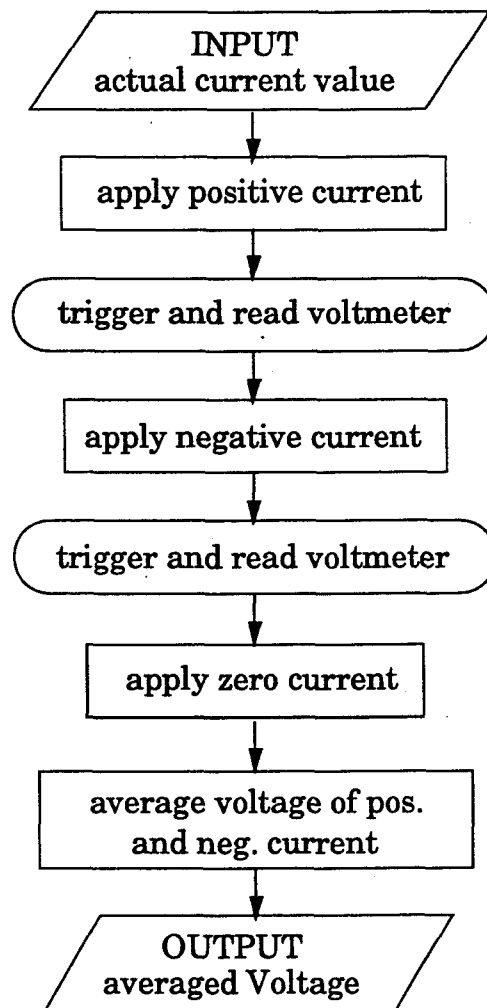 INPUT
actual current value
apply positive current
trigger and read voltmeter
apply negative current
trigger and read voltmeter
apply zero current
average voltage of pos.
and neg. current
OUTPUT
averaged Voltage